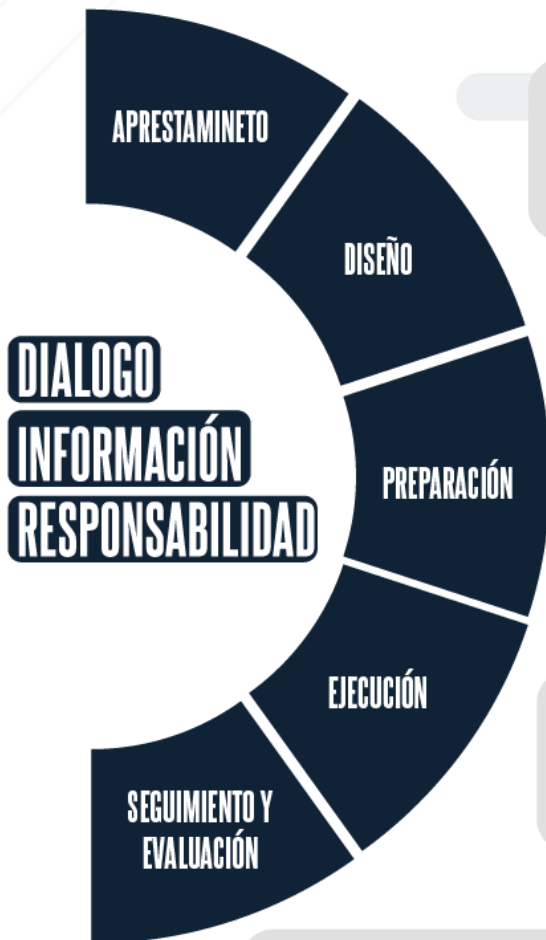 APRESTAMINETO
DISEÑO
DIALOGO
INFORMACIÓN
RESPONSABILIDAD
PREPARACIÓN
EJECUCIÓN
SEGUIMIENTO Y
EVALUACIÓN